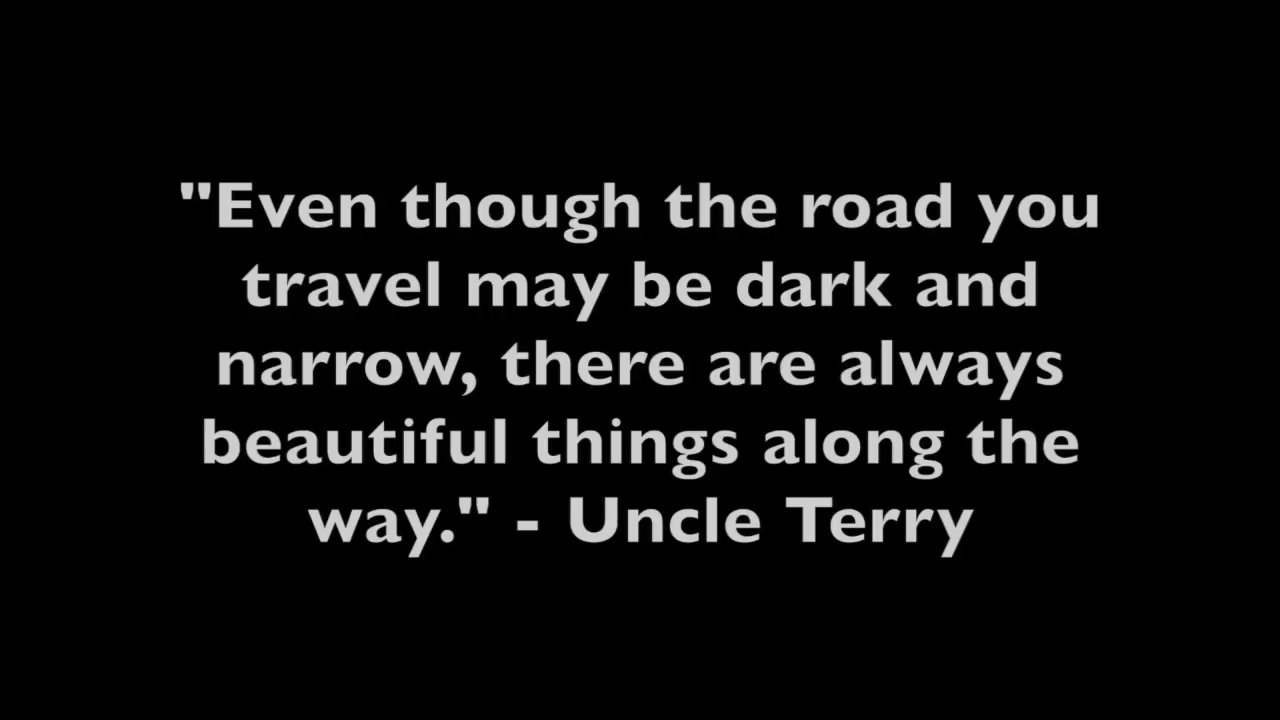 "Even though the road you
travel may be dark and
narrow, there are always
beautiful things along the
way." - Uncle Terry